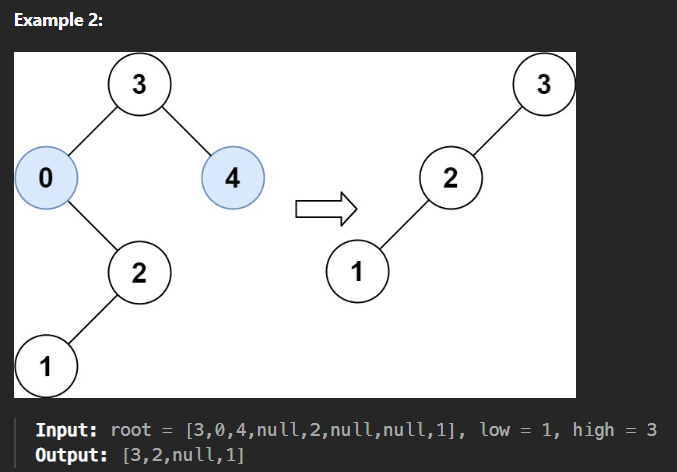 Example 2:
3
3
0
4
2
2
1
1
Input: root = [3,0,4,null,2,null,null,1], low = 1, high = 3
Output: [3,2,null,1]